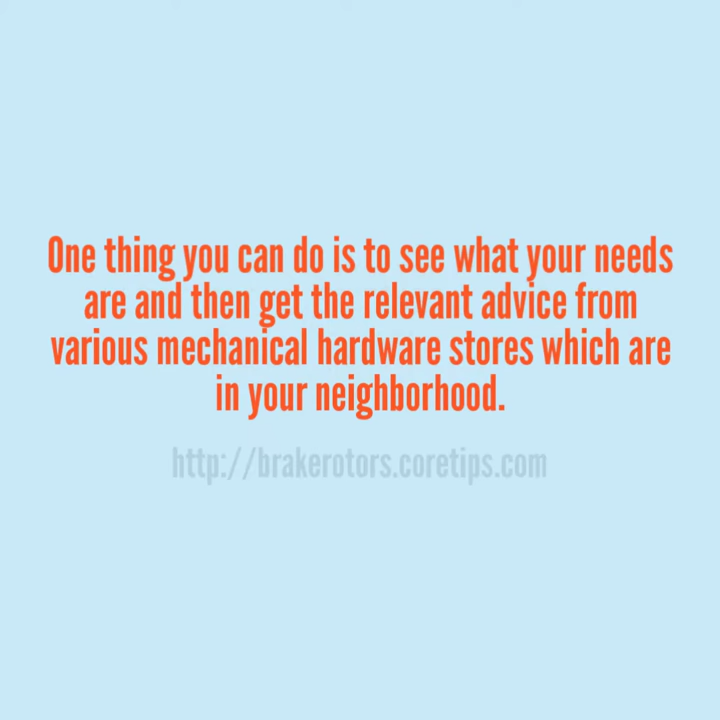 One thing you can do is to see what your needs
are and then get the relevant advice from
various mechanical hardware stores which are
in your neighborhood.
http://brakerotors.coretips.com